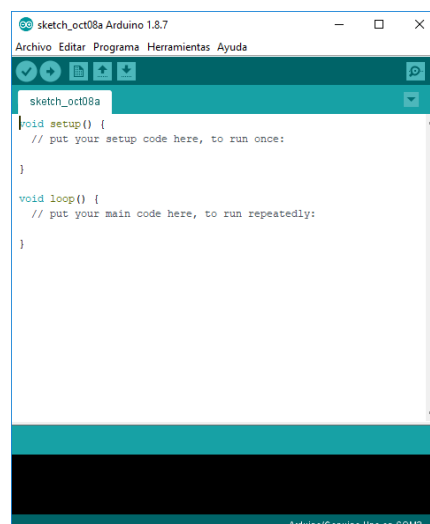 sketch_oct08a Arduino 1.8.7
Archivo Editar Programa Herramientas Ayuda
sketch_oct08a
void setup() {
// put your setup code here, to run once:
}
void loop() {
// put your main code here, to run repeatedly:
}